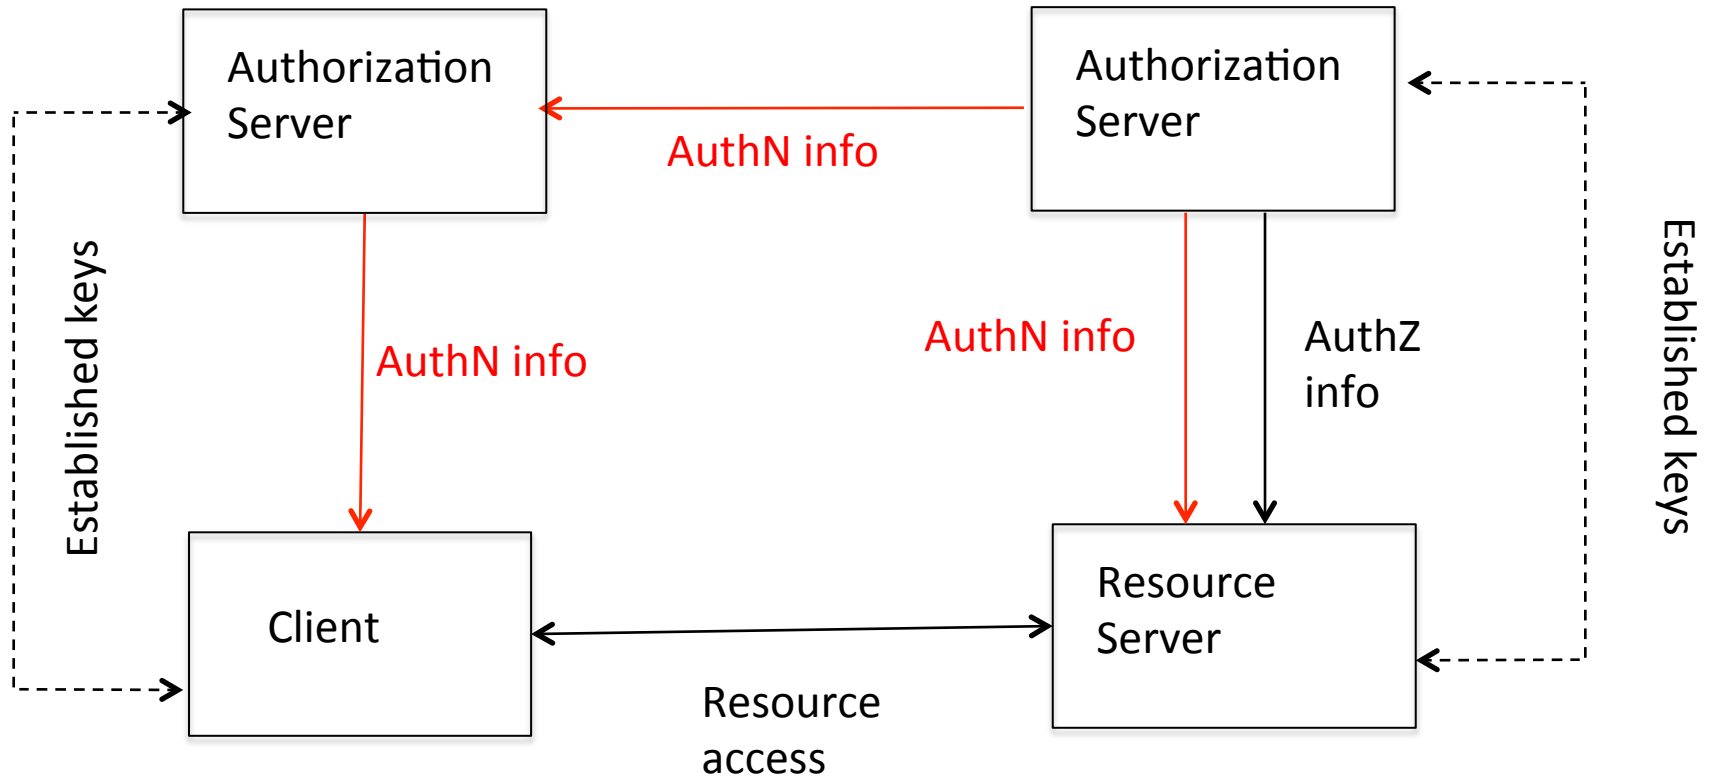 Authorization
Server
Authorization
Server
AuthN info
Established keys
AuthN info
AuthN info
AuthZ
info
Established keys
Client
Resource
Server
Resource
access